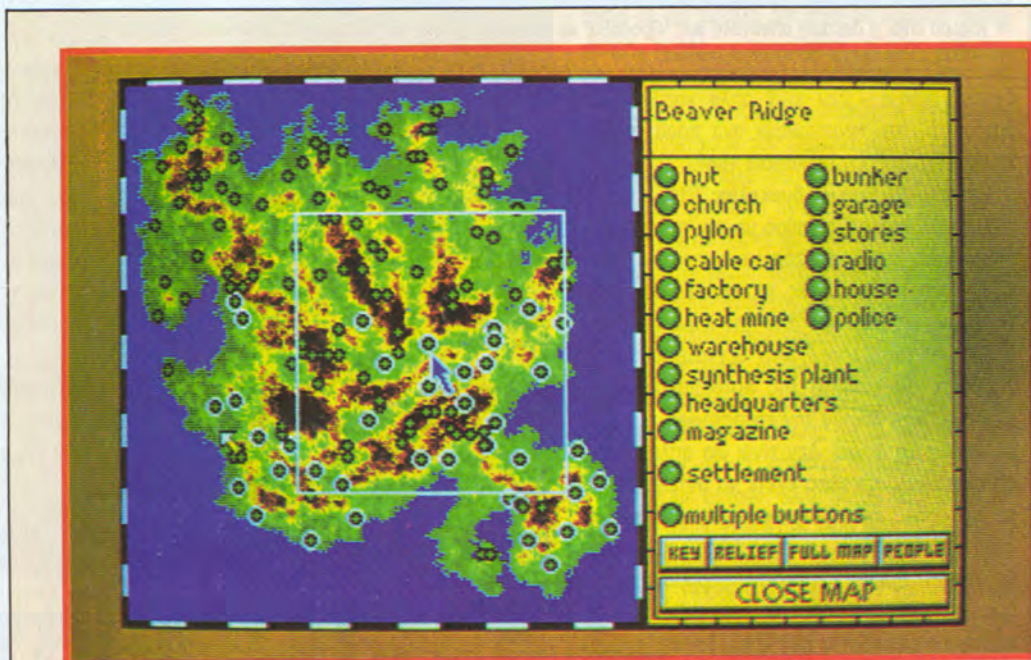 Beaver Ridge
hut
bunker
church
garage
pylon
stores
cable car
radio
factory
house
heat mine
police
warehouse
synthesis plant
headquarters
magazine
settlement
multiple buttons
KEY
RELIEF
FULL MAP
PEOPLE
CLOSE MAP